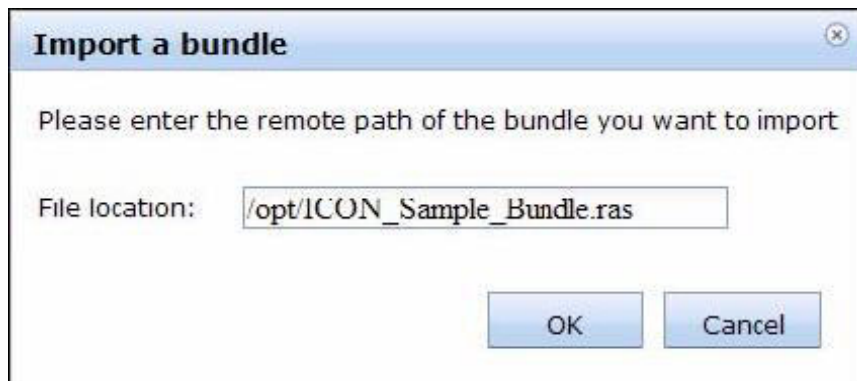 Import a bundle
Please enter the remote path of the bundle you want to import
File location: /opt/ICON_Sample_Bundle.ras
OK Cancel